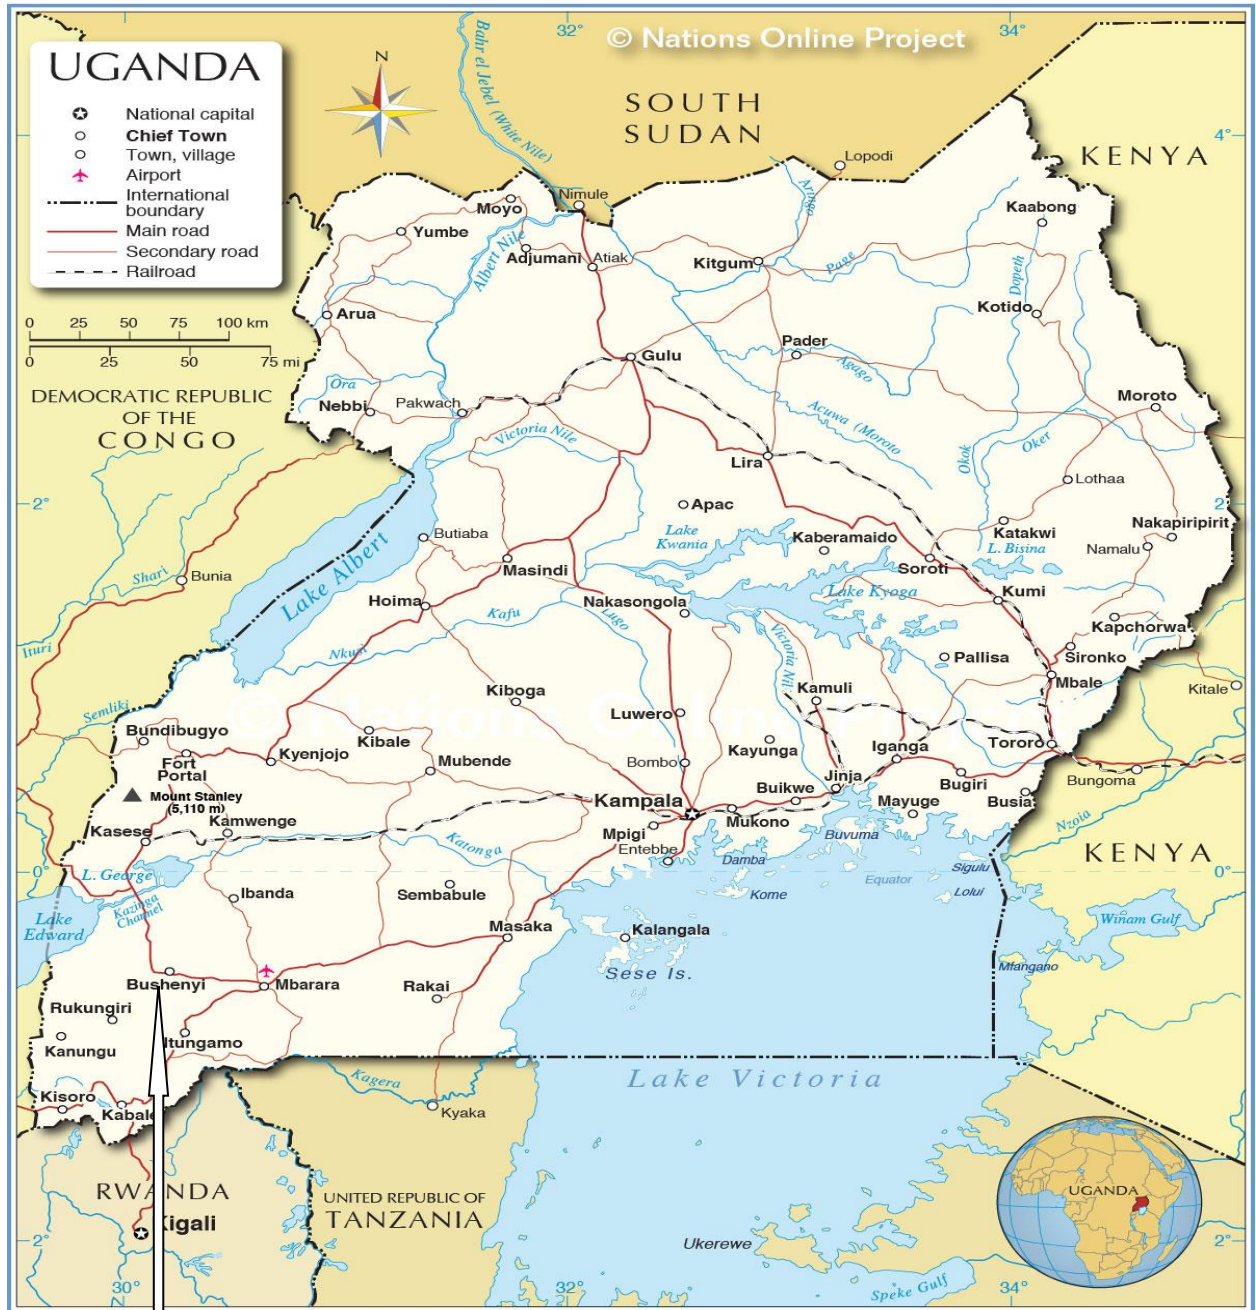 32°
© Nations Online Project
34°
UGANDA
National capital
Chief Town
Town, village
Airport
International
boundary
Main road
Secondary road
Railroad
N
Bahr el Jebel (White Nile)
SOUTH
SUDAN
4°
KENYA
Lopodi
Aringo
Nimule
Moyo
Yumbe
Albert Nile
Adjumani
Atiak
Kitgum
Page
Kaabong
Dopeth
Kotido
0 25 50 75 100 km
0 50 75 mi
Arua
Gulu
Pader
Agago
DEMOCRATIC REPUBLIC
OF THE
CONGO
Ora
Nebbi
Pakwach
Victoria Nile
Acuwa (Moroto
Moroto
Oker
Okok
Lira
Lothaa
2°
Apac
2
Butiaba
Lake
Kwania
Kaberamaido
Katakwi
L. Bisina
Nakapiripirit
Namalu
Shari
Bunia
Lake Albert
Masindi
Soroti
Hoima
Kafu
Nakasongola
Lugo
Lake Kyoga
Kumi
Kapchorwa
Ituri
Nkusi
Victoria Nil
Pallisa
Sironko
Mbale
Kitale
Semliki
Kiboga
Luwero
Kamuli
Bundibugyo
Fort
Portal
Kyenjojo
Kibale
Mubende
Bombo
Kayunga
Iganga
Tororo
Mount Stanley
(5,110 m)
Kampala
Buikwe
Jinja
Bugiri
Bungoma
Kasese
Kamwenge
Mpigi
Mukono
Mayuge
Busia
Katonga
Entebbe
Buvuma
Nzoia
L. George
Damba
Sigulu
KENYA
0°
0°
Kazinga
Channel
Ibanda
Sembabule
Kome
Equator
Lolui
Lake
Edward
Masaka
Kalangala
Winam Gulf
Sese Is.
Mfangano
Bushenyi
Mbarara
Rakai
Rukungiri
Kanungu
Ntungamo
Kagera
Lake Victoria
Kisoro
Kabale
Kyaka
RWANDA
Kigali
UNITED REPUBLIC OF
TANZANIA
UGANDA
Ukerewe
2°
2°
Speke Gulf
30°
32°
34°